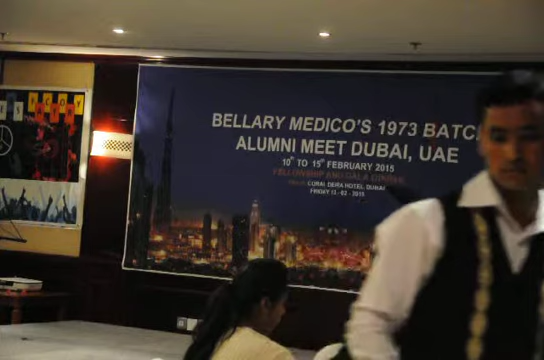 BELLARY MEDICO'S 1973 BATC
ALUMNI MEET DUBAI, UAE
10th TO 15th FEBRUARY 2015
FELLOWSHIP AND GALA DINNER
CORAL DEIRA HOTEL, DUBAI
FRIDAY 13 - 02 - 2015